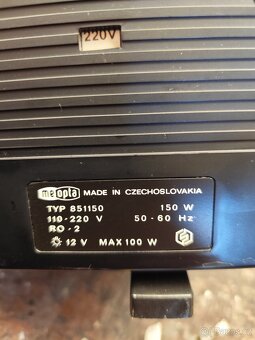 220V
meopta MADE IN CZECHOSLOVAKIA
TYP 851150 150 W
110-220 V 50-60 Hz
RO-2
12 V MAX 100 W